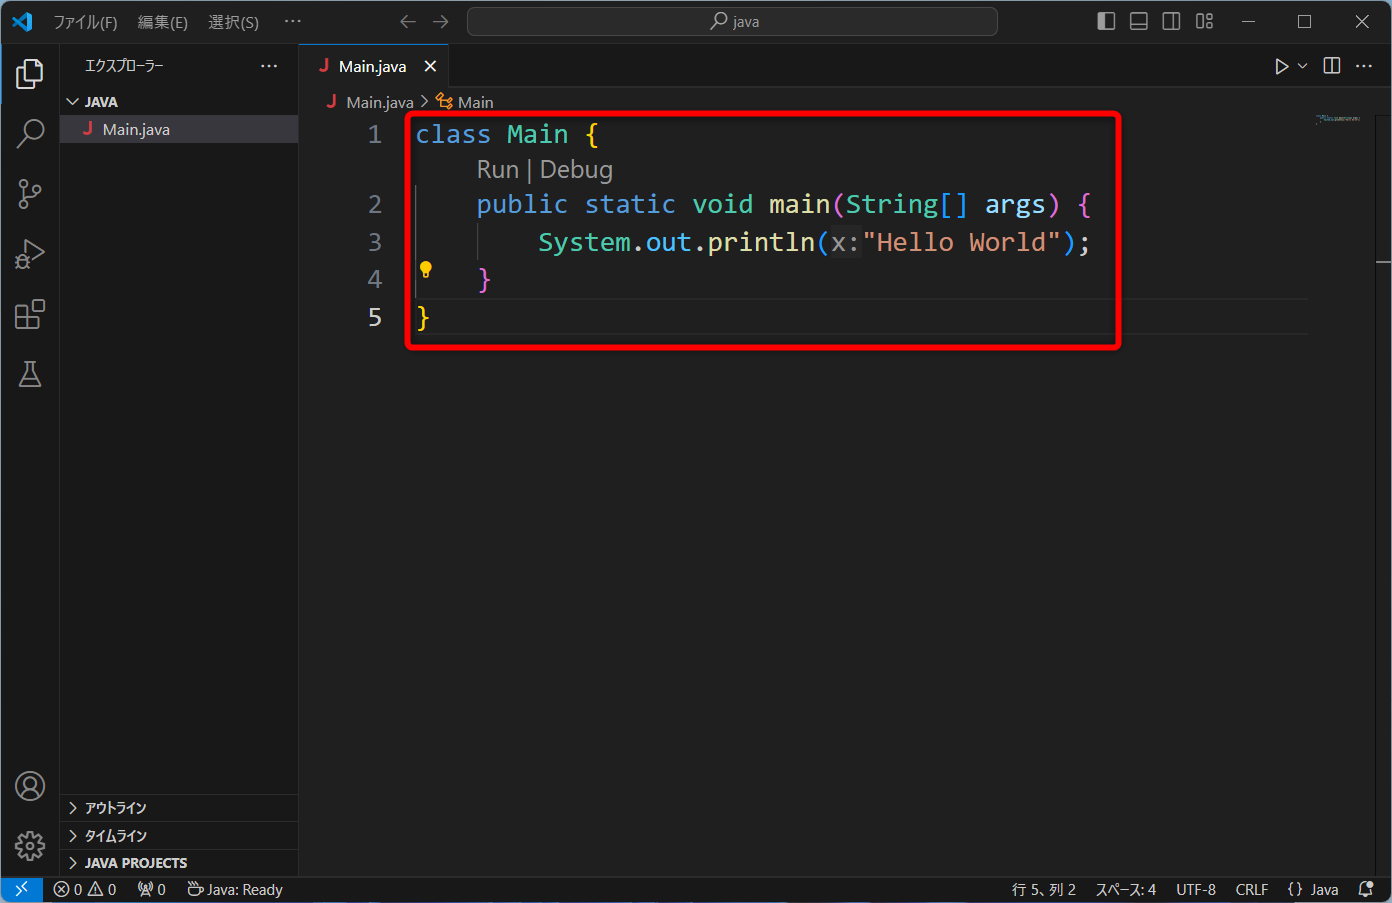 ファイル(F) 編集(E) 選択(S) ··· java
エクスプローラー ···
Main.java
JAVA
Main.java > Main
Main.java
1 class Main {
Run | Debug
2 public static void main(String[] args) {
3 System.out.println(x:"Hello World");
4 }
5 }
アウトライン
タイムライン
JAVA PROJECTS
0 0 0 Java: Ready 行 5、列 2 スペース: 4 UTF-8 CRLF {} Java